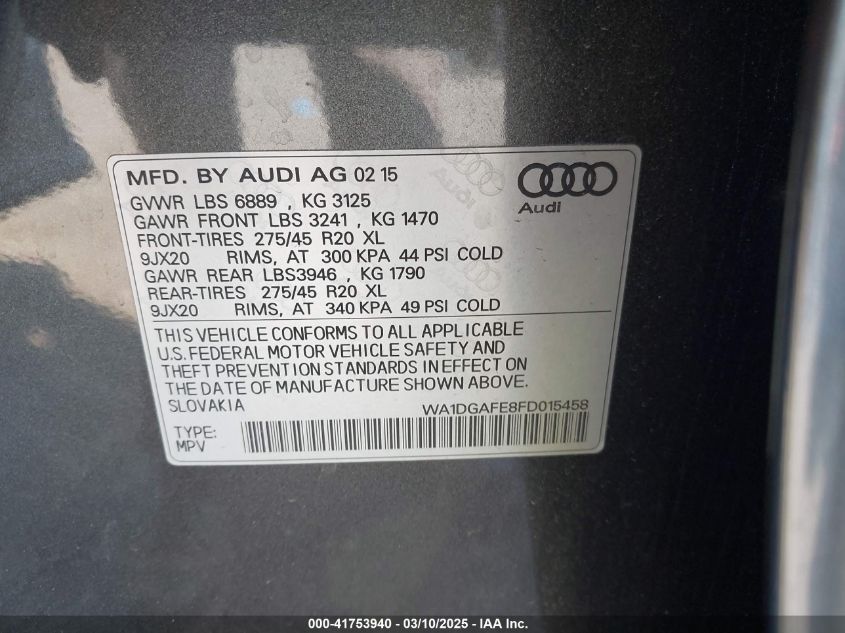 MFD. BY AUDI AG 02 15
GVWR LBS 6889 , KG 3125
GAWR FRONT LBS 3241 , KG 1470
FRONT-TIRES 275/45 R20 XL
9JX20 RIMS, AT 300 KPA 44 PSI COLD
GAWR REAR LBS3946 , KG 1790
REAR-TIRES 275/45 R20 XL
9JX20 RIMS, AT 340 KPA 49 PSI COLD
Audi
THIS VEHICLE CONFORMS TO ALL APPLICABLE
U.S. FEDERAL MOTOR VEHICLE SAFETY AND
THEFT PREVENTION STANDARDS IN EFFECT ON
THE DATE OF MANUFACTURE SHOWN ABOVE.
SLOVAKIA WA1DGAFE8FD015458
TYPE:
MPV
000-41753940 - 03/10/2025 - IAA Inc.